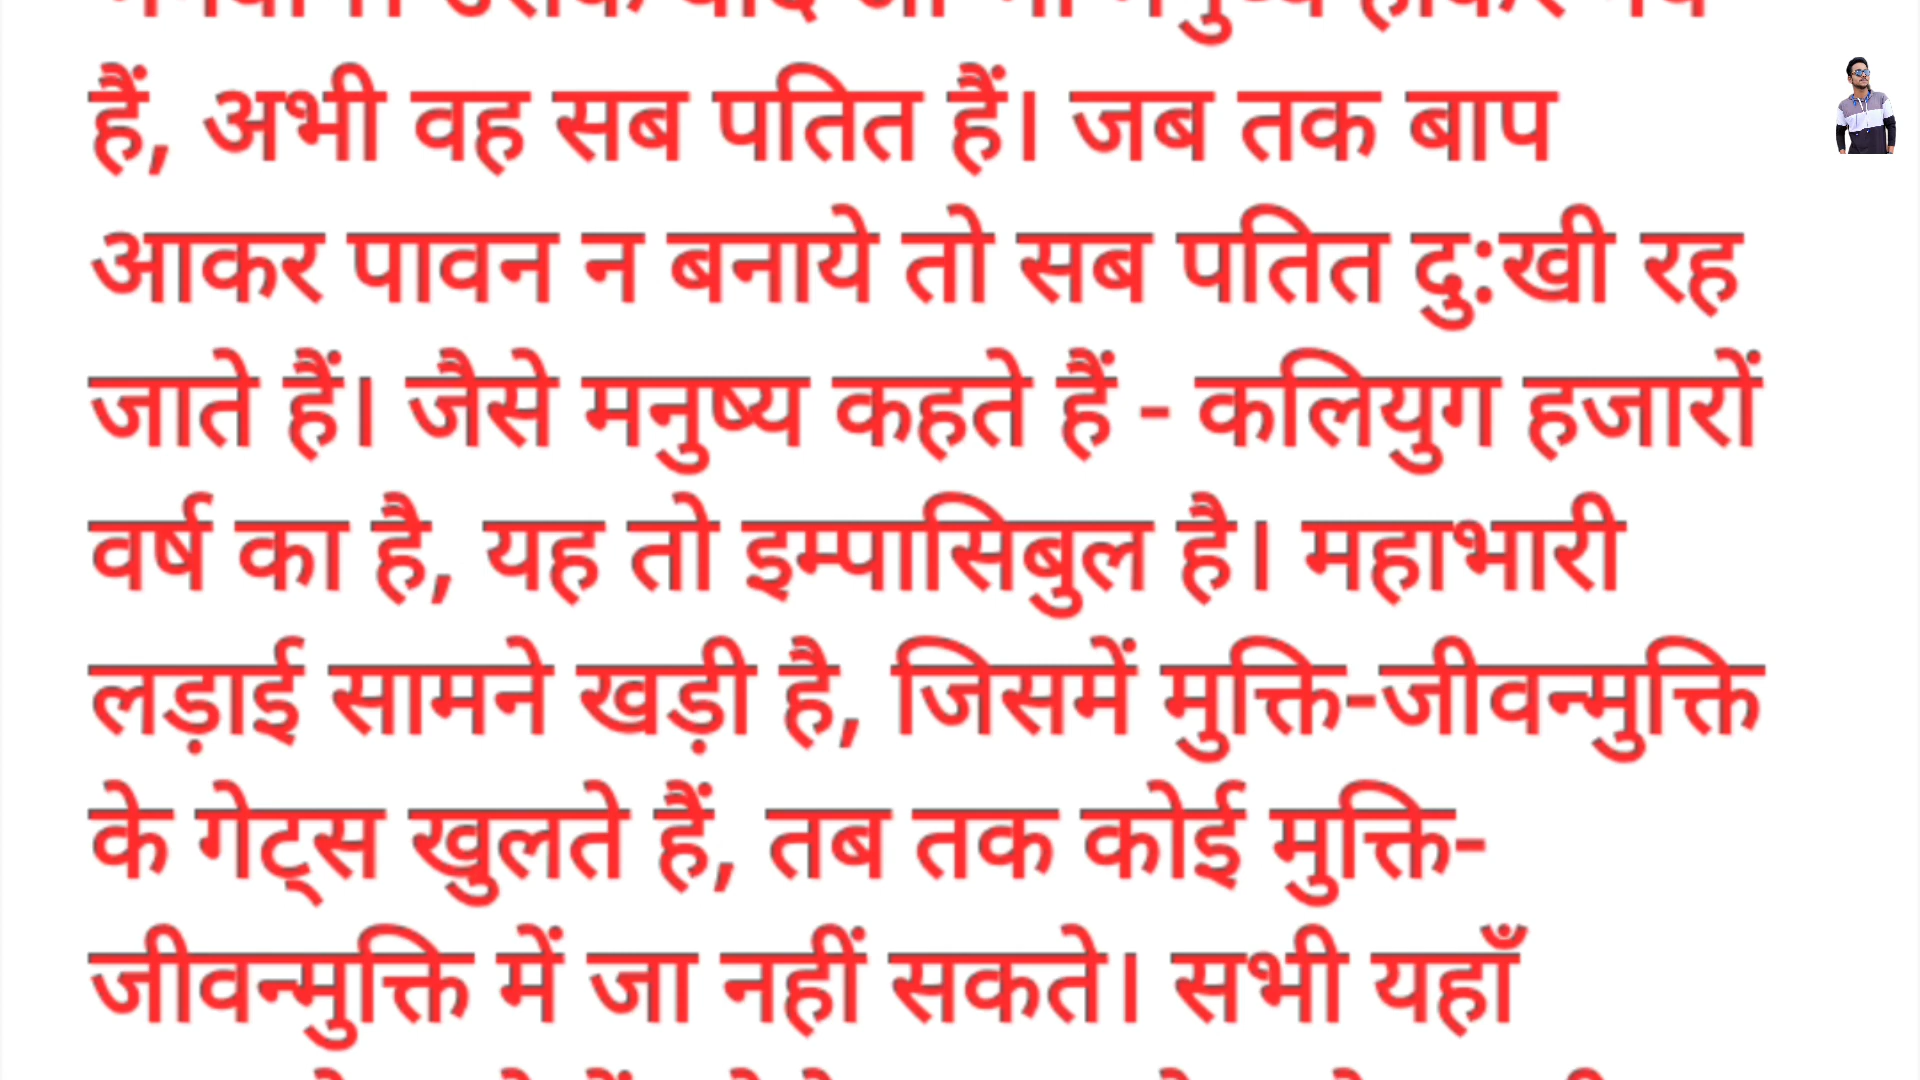 हैं, अभी वह सब पतित हैं। जब तक बाप
आकर पावन न बनाये तो सब पतित दु:खी रह
जाते हैं। जैसे मनुष्य कहते हैं - कलियुग हजारों
वर्ष का है, यह तो इम्पासिबुल है। महाभारी
लड़ाई सामने खड़ी है, जिसमें मुक्ति-जीवन्मुक्ति
के गेट्स खुलते हैं, तब तक कोई मुक्ति-
जीवन्मुक्ति में जा नहीं सकते। सभी यहाँ